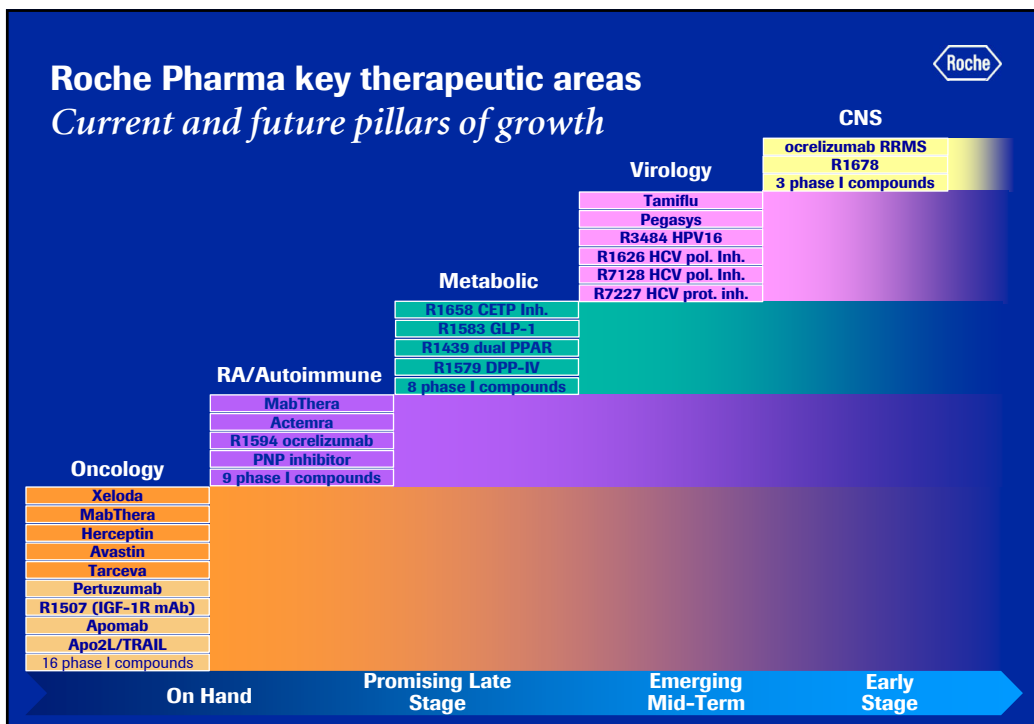 Roche Pharma key therapeutic areas
Current and future pillars of growth
Roche
CNS
ocrelizumab RRMS
R1678
3 phase I compounds
Virology
Tamiflu
Pegasys
R3484 HPV16
R1626 HCV pol. Inh.
R7128 HCV pol. Inh.
R7227 HCV prot. inh.
Metabolic
R1658 CETP Inh.
R1583 GLP-1
R1439 dual PPAR
R1579 DPP-IV
8 phase I compounds
RA/Autoimmune
MabThera
Actemra
R1594 ocrelizumab
PNP inhibitor
9 phase I compounds
Oncology
Xeloda
MabThera
Herceptin
Avastin
Tarceva
Pertuzumab
R1507 (IGF-1R mAb)
Apomab
Apo2L/TRAIL
16 phase I compounds
On Hand
Promising Late
Stage
Emerging
Mid-Term
Early
Stage